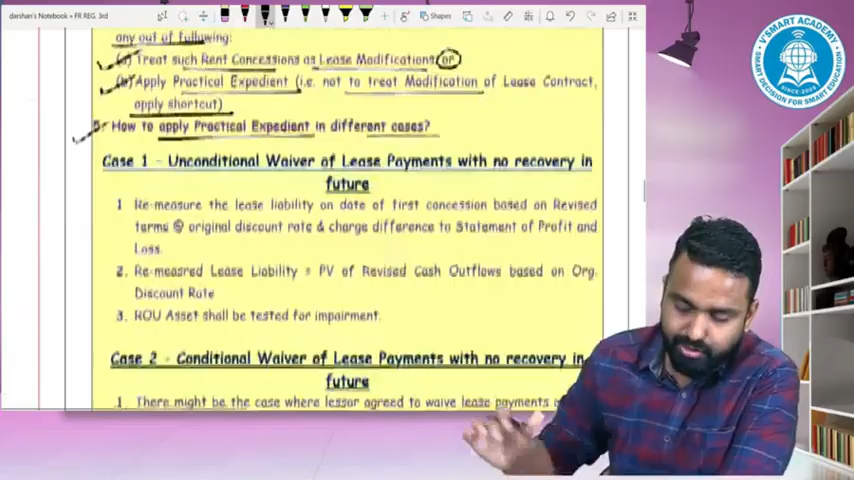 darshan's Notebook » FR REG. 3rd
Shapes
V'SMART ACADEMY
SINCE-2005
SMART DECISION FOR SMART EDUCATION
any out of following:
(a) Treat such Rent Concessions as Lease Modifications or
(b) Apply Practical Expedient (i.e. not to treat Modification of Lease Contract,
apply shortcut)
5. How to apply Practical Expedient in different cases?
Case 1 - Unconditional Waiver of Lease Payments with no recovery in
future
1 Re-measure the lease liability on date of first concession based on Revised
terms @ original discount rate & charge difference to Statement of Profit and
Loss.
2. Re-measred Lease Liability = PV of Revised Cash Outflows based on Org.
Discount Rate
3. ROU Asset shall be tested for impairment.
Case 2 - Conditional Waiver of Lease Payments with no recovery in
future
1. There might be the case where lessor agreed to waive lease payments